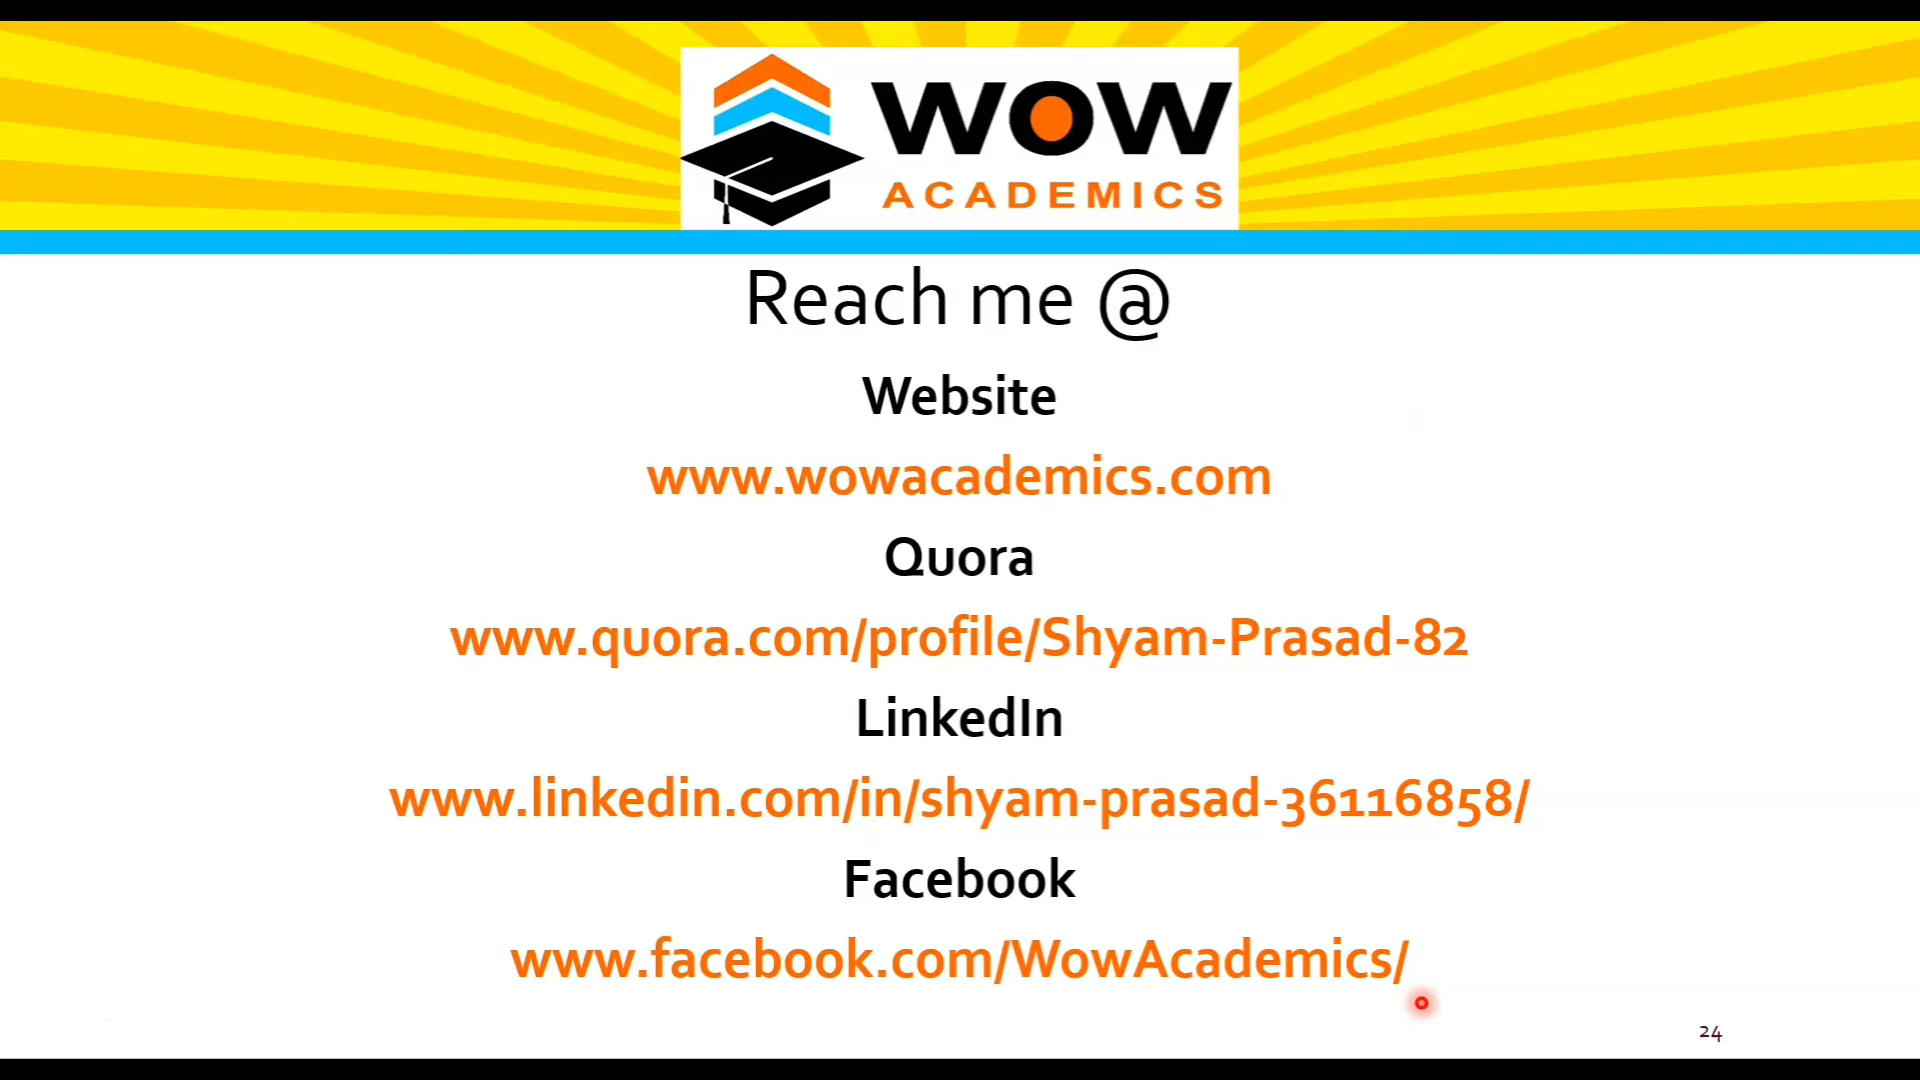 WOW
ACADEMICS
Reach me @
Website
www.wowacademics.com
Quora
www.quora.com/profile/Shyam-Prasad-82
LinkedIn
www.linkedin.com/in/shyam-prasad-36116858/
Facebook
www.facebook.com/WowAcademics/
24